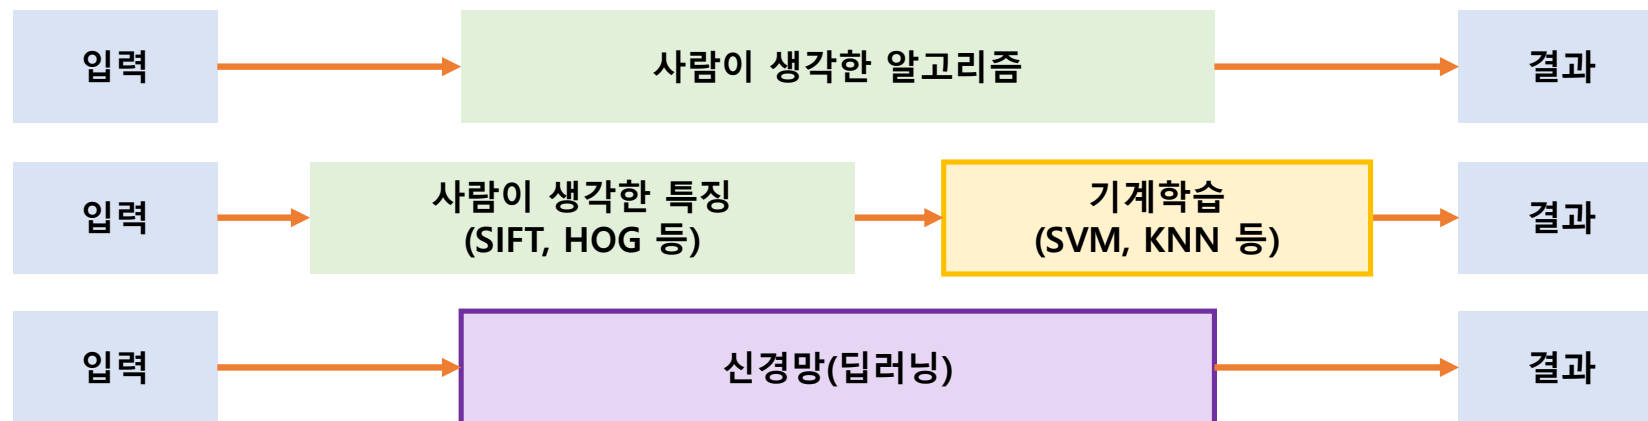 입력
사람이 생각한 알고리즘
결과
입력
사람이 생각한 특징
(SIFT, HOG 등)
기계학습
(SVM, KNN 등)
결과
입력
신경망(딥러닝)
결과